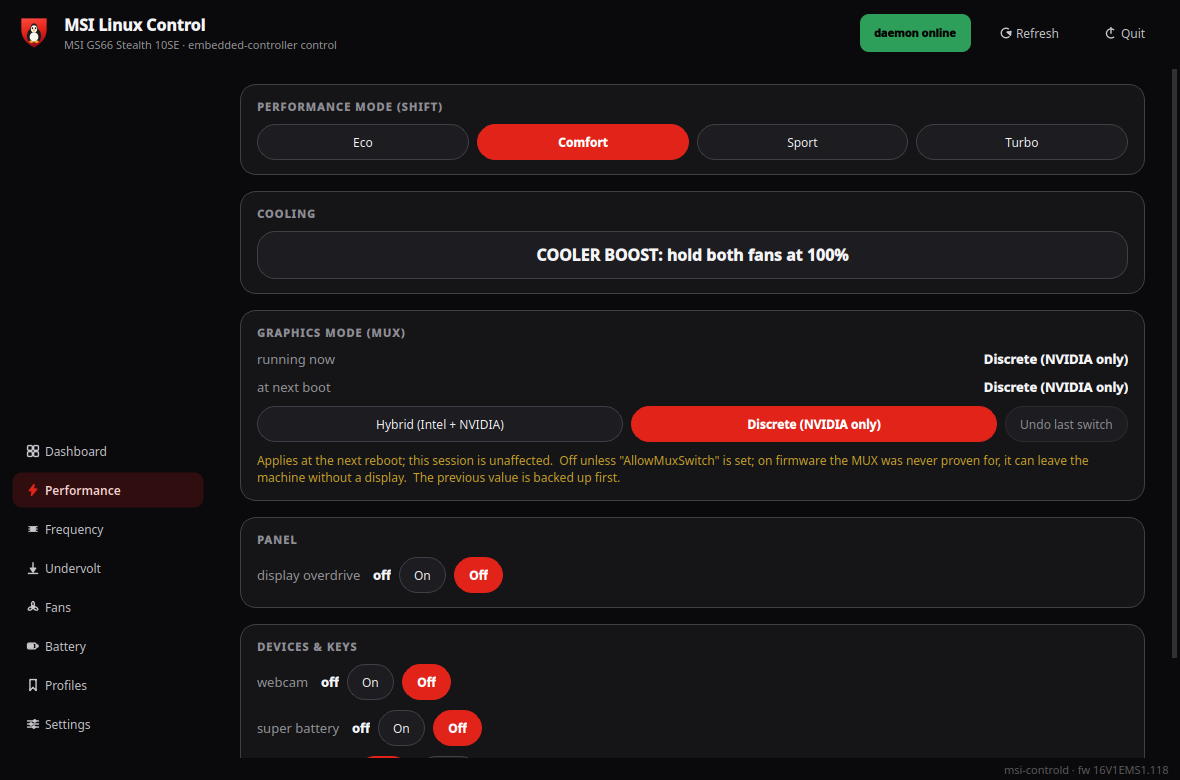 MSI Linux Control
MSI GS66 Stealth 10SE · embedded-controller control
daemon online
Refresh
Quit
Dashboard
Performance
Frequency
Undervolt
Fans
Battery
Profiles
Settings
PERFORMANCE MODE (SHIFT)
Eco
Comfort
Sport
Turbo
COOLING
COOLER BOOST: hold both fans at 100%
GRAPHICS MODE (MUX)
running now Discrete (NVIDIA only)
at next boot Discrete (NVIDIA only)
Hybrid (Intel + NVIDIA)
Discrete (NVIDIA only)
Undo last switch
Applies at the next reboot; this session is unaffected. Off unless "AllowMuxSwitch" is set; on firmware the MUX was never proven for, it can leave the
machine without a display. The previous value is backed up first.
PANEL
display overdrive off On Off
DEVICES & KEYS
webcam off On Off
super battery off On Off
msi-controld · fw 16V1EMS1.118